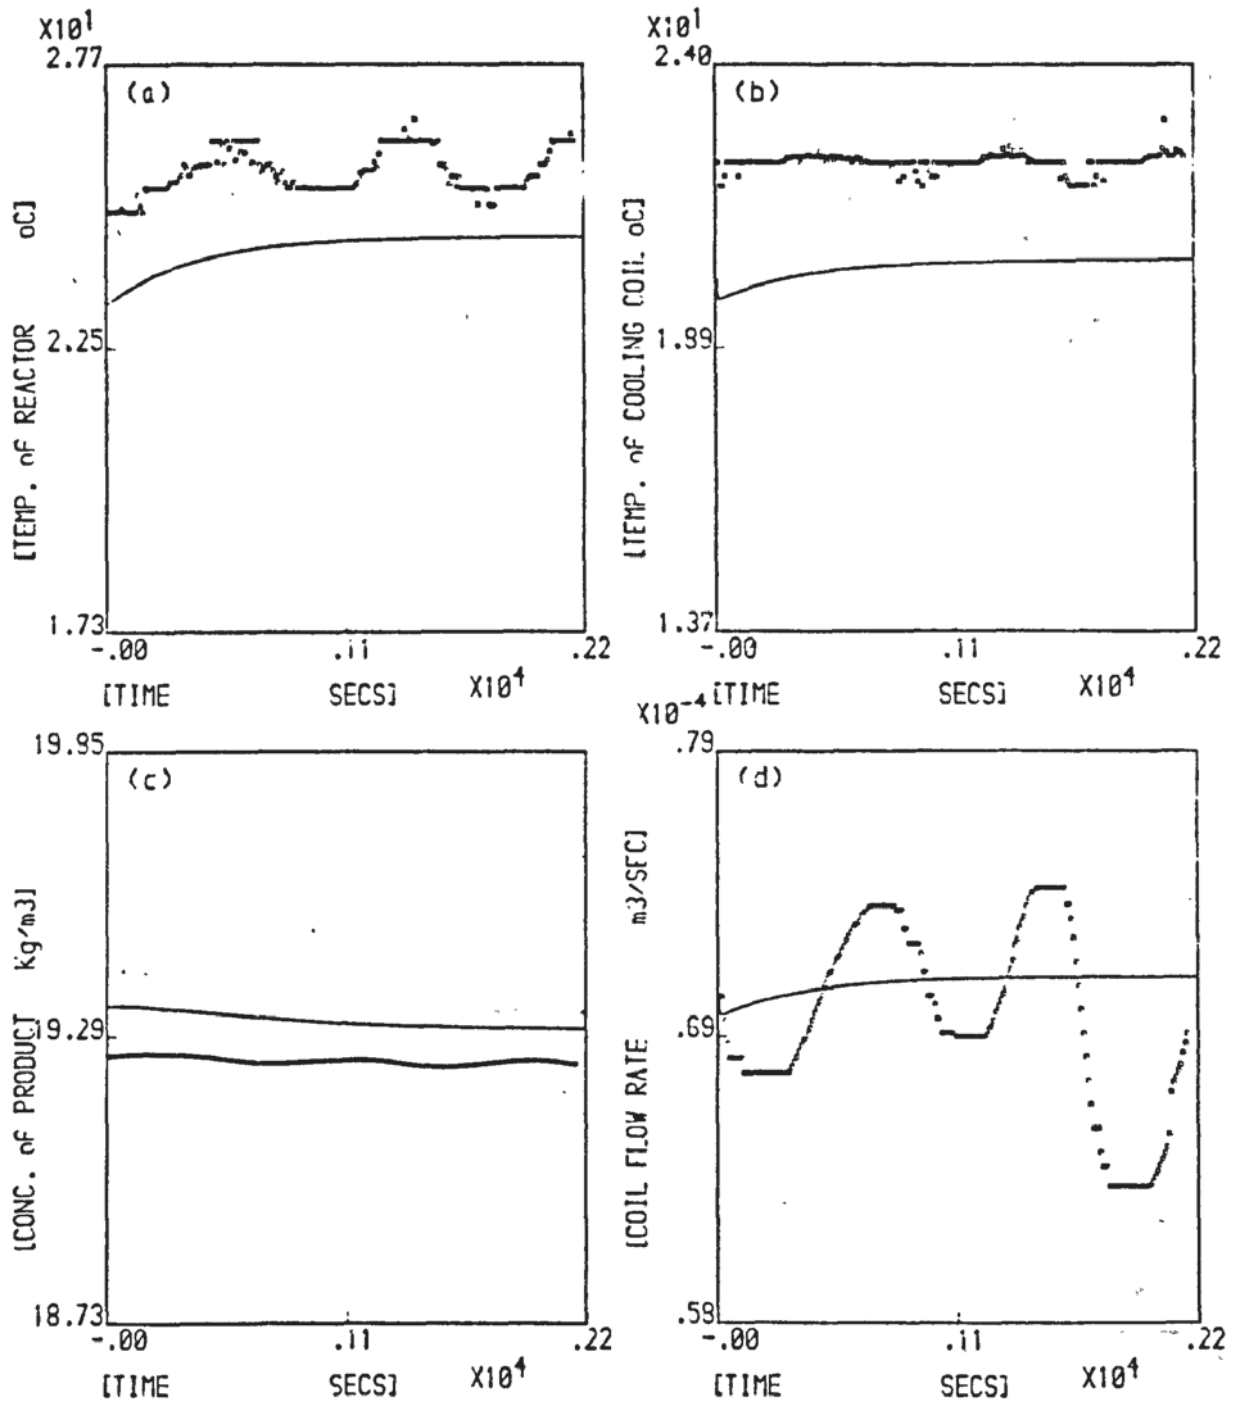 X10¹
2.77
(a)
[TEMP. of REACTOR oC]
2.25
1.73
-.00 .11 .22
[TIME SECS] X10⁴
X10¹
2.40
(b)
[TEMP. of COOLING COIL oC]
1.89
1.37
-.00 .11 .22
[TIME SECS] X10⁴
19.85
(c)
[CONC. of PRODUCT Kg/m3]
19.29
18.73
-.00 .11 .22
[TIME SECS] X10⁴
X10⁻⁴
.79
(d)
[COIL FLOW RATE m3/SEC]
.69
.59
-.00 .11 .22
[TIME SECS] X10⁴